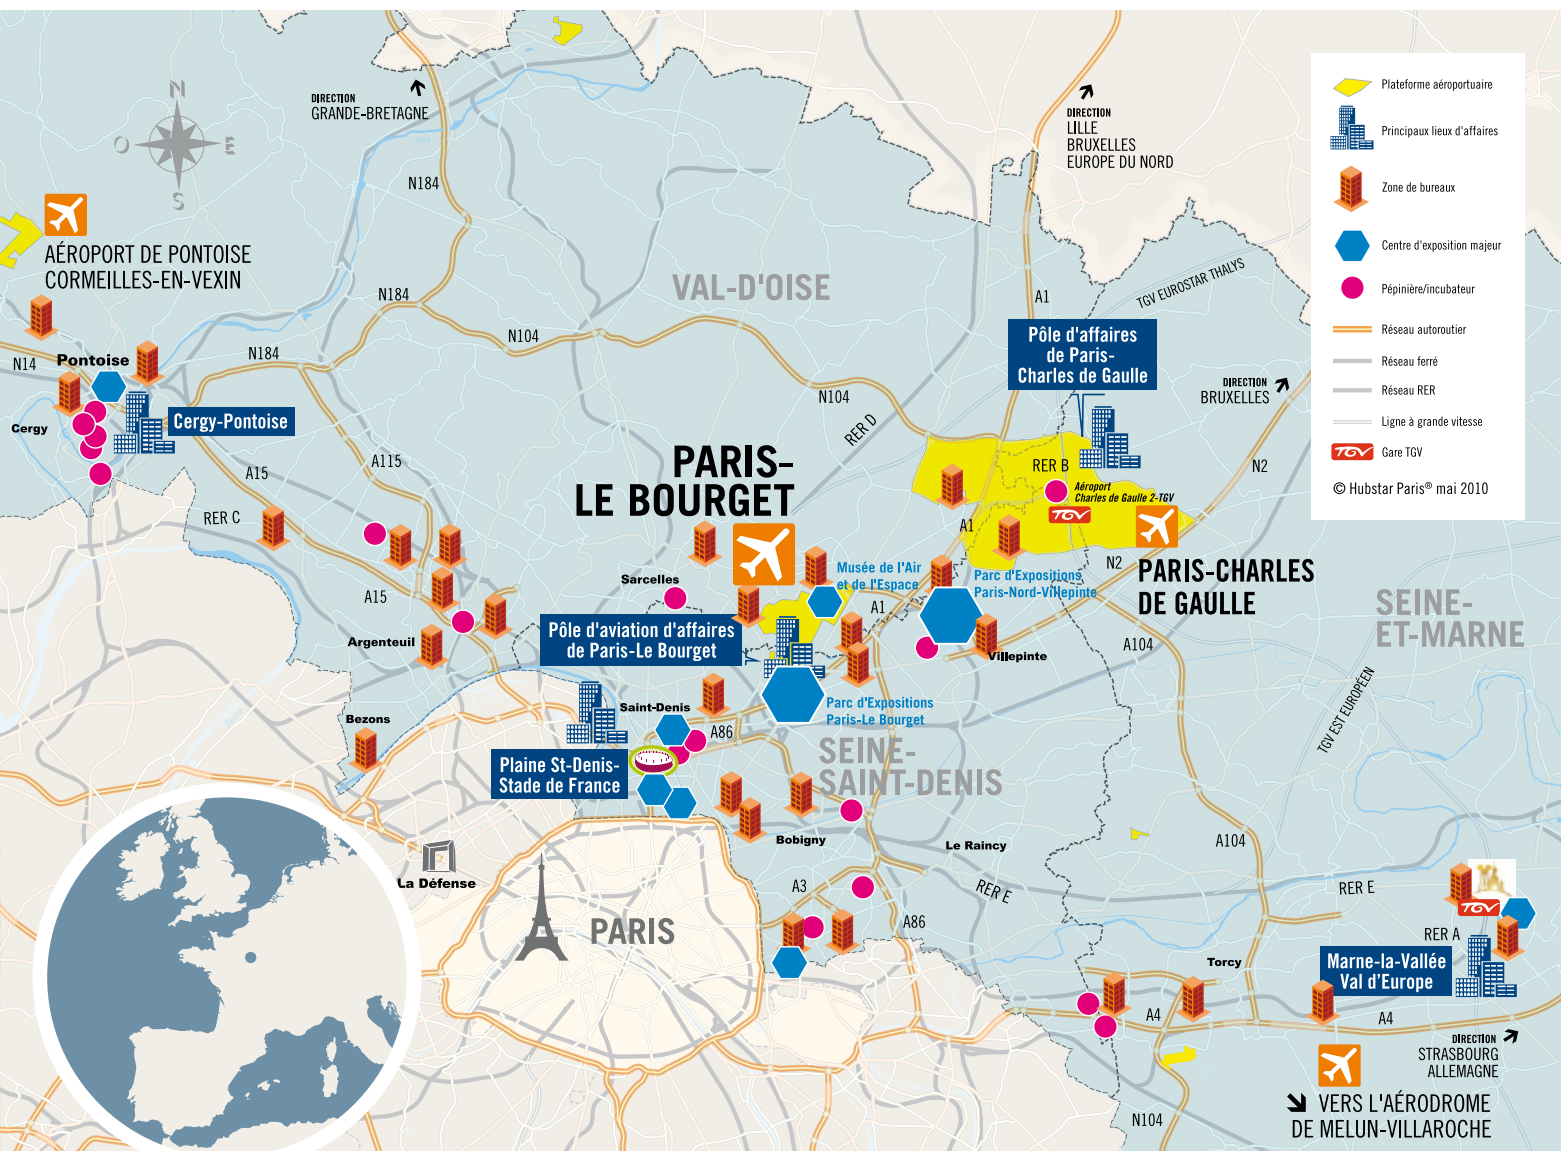 N
O
E
S
DIRECTION
GRANDE-BRETAGNE
DIRECTION
LILLE
BRUXELLES
EUROPE DU NORD
Plateforme aéroportuaire
Principaux lieux d'affaires
Zone de bureaux
Centre d'exposition majeur
Pépinière/incubateur
Réseau autoroutier
Réseau ferré
Réseau RER
Ligne à grande vitesse
TGV
Gare TGV
© Hubstar Paris® mai 2010
N184
AÉROPORT DE PONTOISE
CORMEILLES-EN-VEXIN
VAL-D'OISE
TGV EUROSTAR THALYS
N184
A1
N104
Pôle d'affaires
de Paris-
Charles de Gaulle
N14
Pontoise
N184
DIRECTION
BRUXELLES
N104
Cergy
Cergy-Pontoise
RER D
A15
A115
PARIS-
LE BOURGET
RER B
N2
Aéroport
Charles de Gaulle 2-TGV
TGV
RER C
A1
N2
PARIS-CHARLES
DE GAULLE
Musée de l'Air
et de l'Espace
Parc d'Expositions
Paris-Nord-Villepinte
Sarcelles
A15
A1
SEINE-
ET-MARNE
Pôle d'aviation d'affaires
de Paris-Le Bourget
Argenteuil
Villepinte
A104
TGV EST EUROPÉEN
Bezons
Saint-Denis
Parc d'Expositions
Paris-Le Bourget
A86
SEINE-
SAINT-DENIS
Plaine St-Denis-
Stade de France
Bobigny
Le Raincy
A104
La Défense
A3
RER E
RER E
TGV
PARIS
A86
RER A
Torcy
Marne-la-Vallée
Val d'Europe
A4
A4
DIRECTION
STRASBOURG
ALLEMAGNE
N104
VERS L'AÉRODROME
DE MELUN-VILLAROCHE